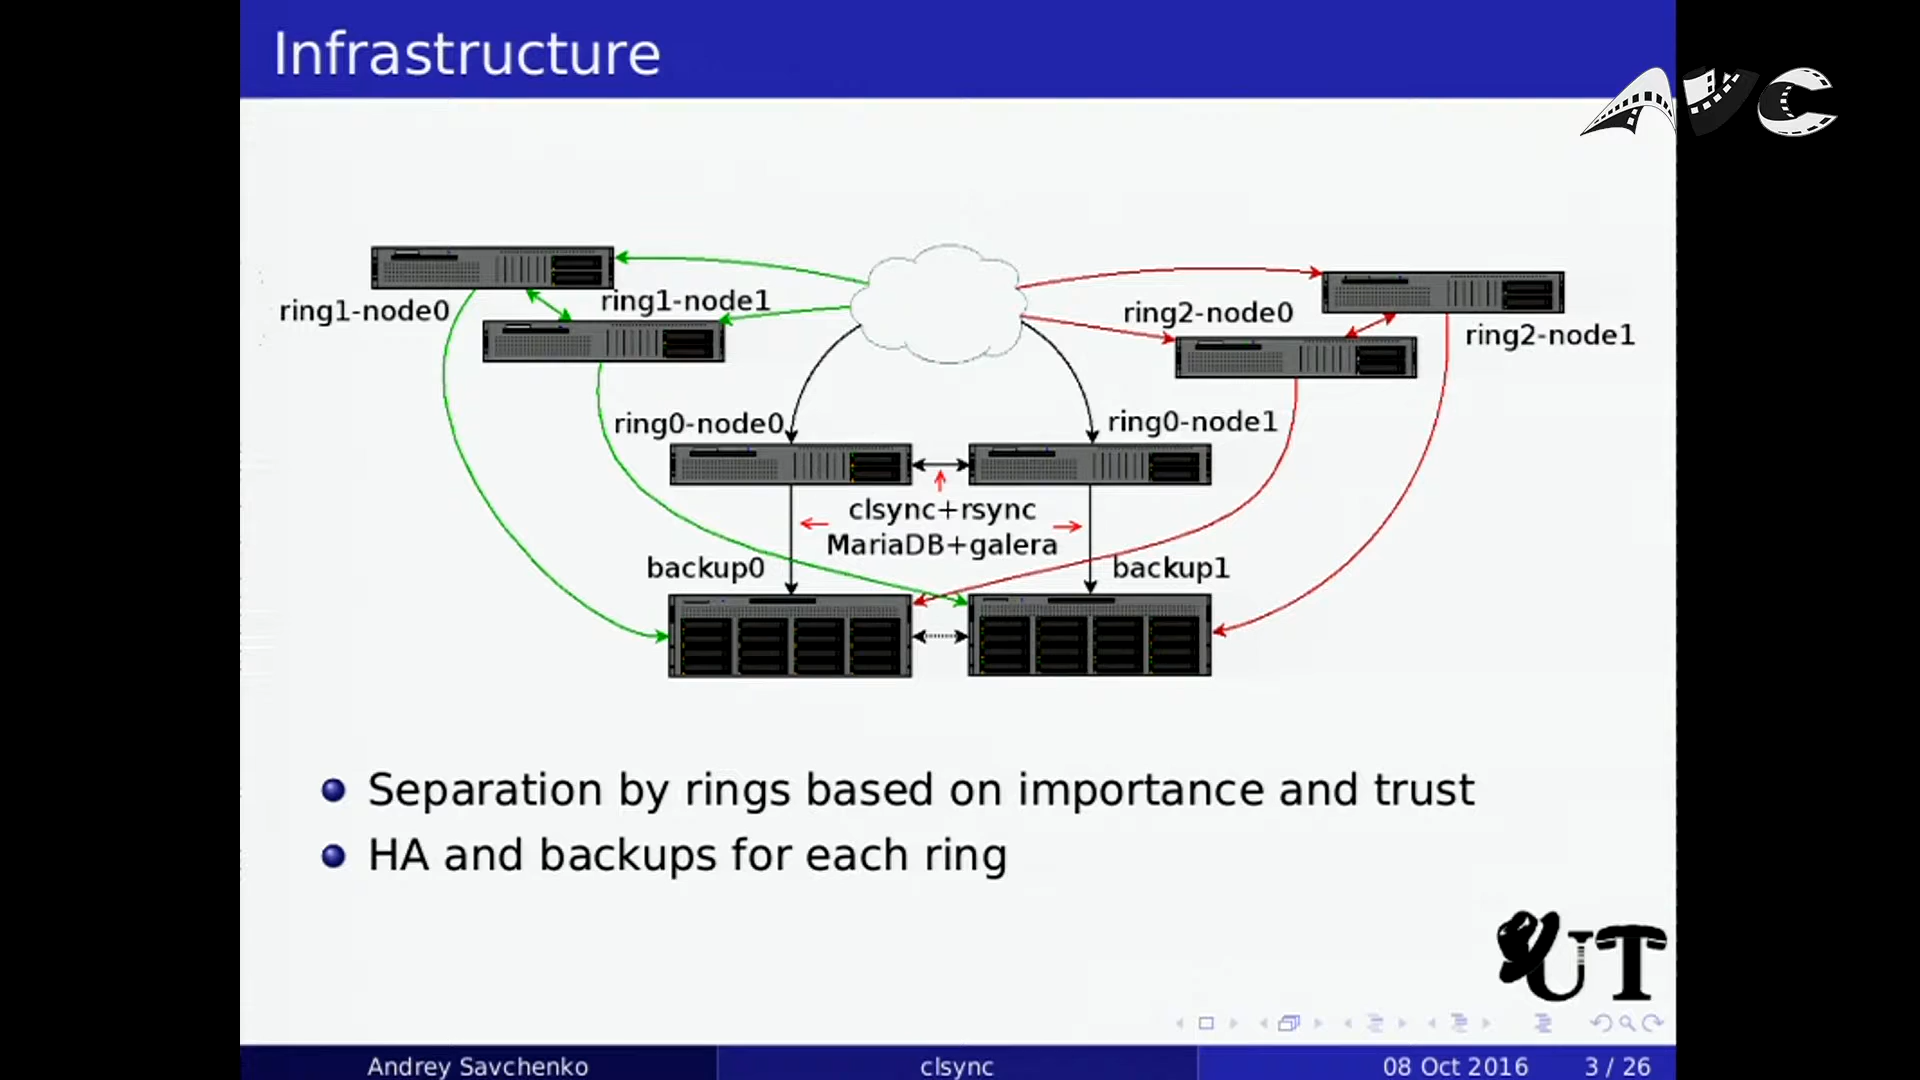 Infrastructure
AVC
ring1-node0
ring1-node1
ring2-node0
ring2-node1
ring0-node0
ring0-node1
clsync+rsync
MariaDB+galera
backup0
backup1
Separation by rings based on importance and trust
HA and backups for each ring
UT
Andrey Savchenko
clsync
08 Oct 2016
3 / 26